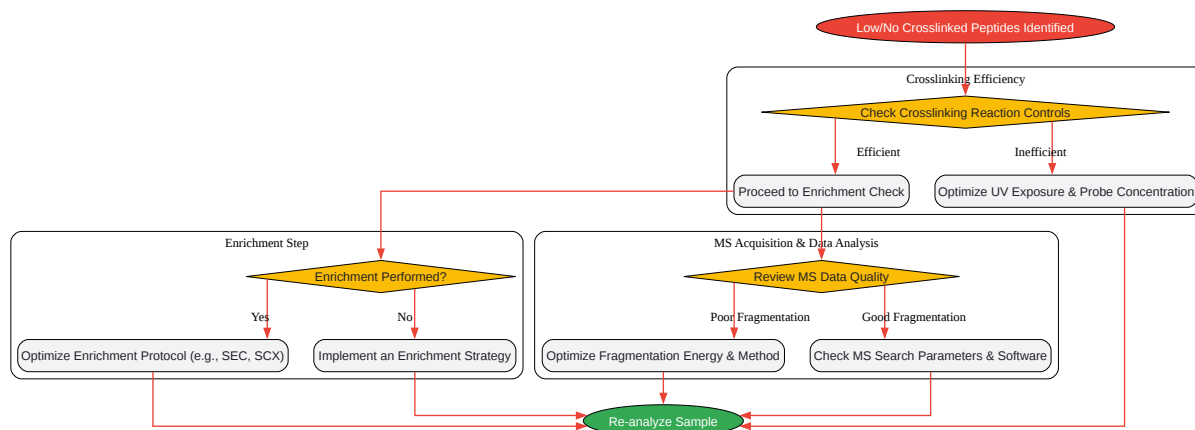 Low/No Crosslinked Peptides Identified
Crosslinking Efficiency
Check Crosslinking Reaction Controls
Efficient
Inefficient
Proceed to Enrichment Check
Optimize UV Exposure & Probe Concentration
Enrichment Step
MS Acquisition & Data Analysis
Enrichment Performed?
Review MS Data Quality
Yes
No
Poor Fragmentation
Good Fragmentation
Optimize Enrichment Protocol (e.g., SEC, SCX)
Implement an Enrichment Strategy
Optimize Fragmentation Energy & Method
Check MS Search Parameters & Software
Re-analyze Sample